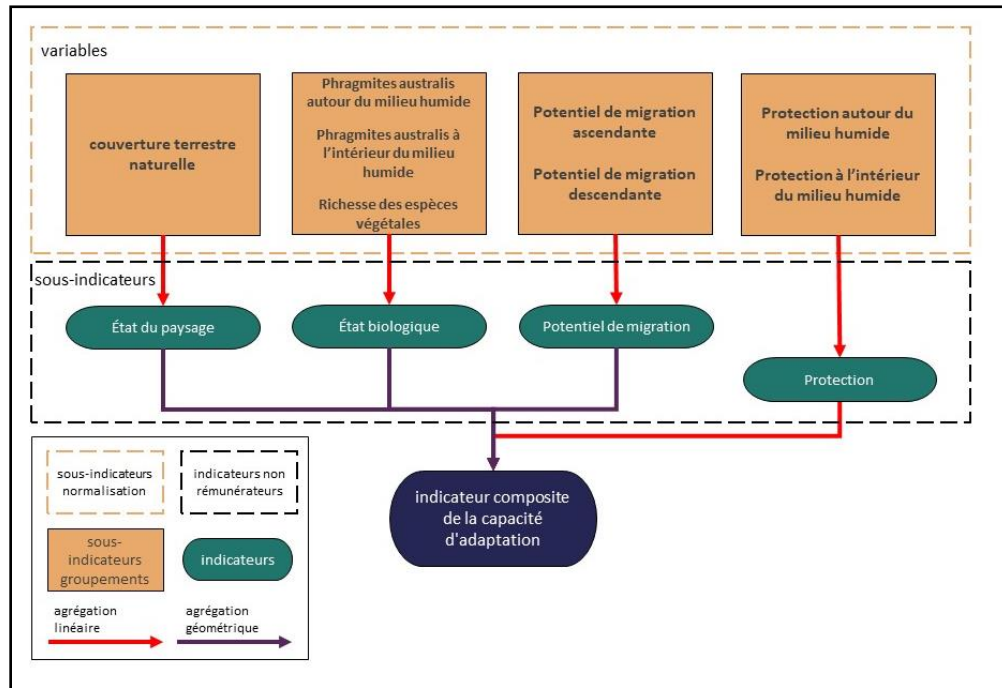 variables
couverture terrestre
naturelle
Phragmites australis
autour du milieu humide
Phragmites australis à
l'intérieur du milieu
humide
Richesse des espèces
végétales
Potentiel de migration
ascendante
Potentiel de migration
descendante
Protection autour du
milieu humide
Protection à l'intérieur
du milieu humide
sous-indicateurs
État du paysage
État biologique
Potentiel de migration
Protection
indicateur composite
de la capacité
d'adaptation
sous-indicateurs
normalisation
indicateurs non
rémunérateurs
sous-
indicateurs
groupements
indicateurs
agrégation
linéaire
agrégation
géométrique